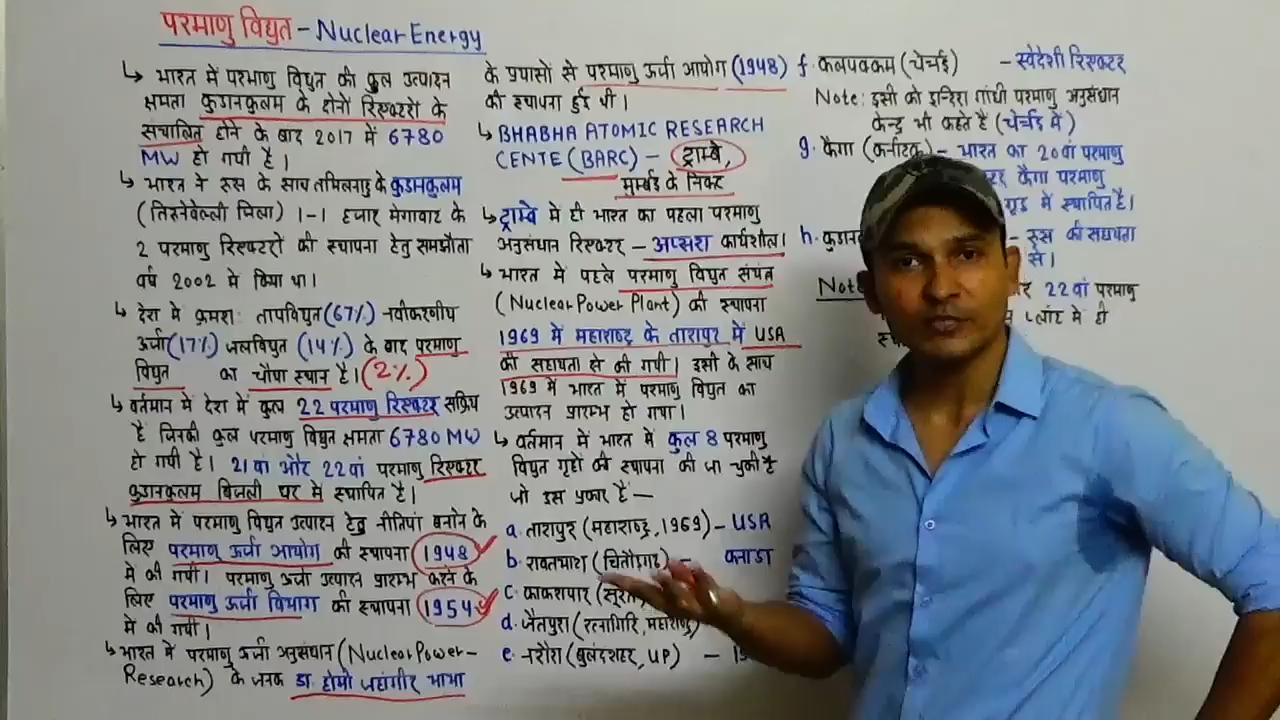 परमाणु विद्युत – Nuclear Energy
↳ भारत में परमाणु विद्युत की कुल उत्पादन
क्षमता कुडानकुलम के दोनों रिएक्टरों के
संचालित होने के बाद 2017 में 6780
MW हो गयी है।
↳ भारत ने रूस के साथ तमिलनाडु के कुडानकुलम
(तिरुनेवेल्ली जिला) 1-1 हजार मेगावाट के
2 परमाणु रिएक्टरों की स्थापना हेतु समझौता
वर्ष 2002 में किया था।
↳ देश में क्रमशः तापविद्युत (67%) नवीकरणीय
ऊर्जा (17%) जलविद्युत (14%) के बाद परमाणु
विद्युत का चौथा स्थान है। (2%)
↳ वर्तमान में देश में कुल 22 परमाणु रिएक्टर सक्रिय
है जिनकी कुल परमाणु विद्युत क्षमता 6780 MW
हो गयी है। 21वां और 22वां परमाणु रिएक्टर
कुडानकुलम बिजली घर में स्थापित है।
↳ भारत में परमाणु विद्युत उत्पादन हेतु नीतियां बनाने के
लिए परमाणु ऊर्जा आयोग की स्थापना 1948
में की गयी। परमाणु ऊर्जा उत्पादन प्रारम्भ करने के
लिए परमाणु ऊर्जा विभाग की स्थापना 1954
में की गयी।
↳ भारत में परमाणु ऊर्जा अनुसंधान (Nuclear Power-
Research) के जनक डा. होमी जहांगीर भाभा
के प्रयासों से परमाणु ऊर्जा आयोग (1948)
की स्थापना हुई थी।
↳ BHABHA ATOMIC RESEARCH
CENTE (BARC) – ट्राम्बे,
मुम्बई के निकट
↳ ट्राम्बे में ही भारत का पहला परमाणु
अनुसंधान रिएक्टर – अप्सरा कार्यशील।
↳ भारत में पहले परमाणु विद्युत संयंत्र
(Nuclear Power Plant) की स्थापना
1969 में महाराष्ट्र के तारापुर में USA
की सहायता से की गयी। इसी के साथ
1969 में भारत में परमाणु विद्युत का
उत्पादन प्रारम्भ हो गया।
↳ वर्तमान में भारत में कुल 8 परमाणु
विद्युत गृहों की स्थापना की जा चुकी है
जो इस प्रकार है –
a. तारापुर (महाराष्ट्र, 1969) – USA
b. रावतभाटा (चित्तौड़गढ़) – कनाडा
c. काकरापार (सूरत)
d. जैतपुरा (रत्नागिरि, महाराष्ट्र)
e. नरौरा (बुलंदशहर, UP) –
f. कलपक्कम (चेन्नई) – स्वदेशी रिएक्टर
Note: इसी को इन्दिरा गांधी परमाणु अनुसंधान
केन्द्र भी कहते है (चेन्नई में)
g. कैगा (कर्नाटक) – भारत का 20वां परमाणु
कैगा परमाणु
में स्थापित है।
h. – रूस की सहायता
से।
22वां परमाणु
प्लांट में ही